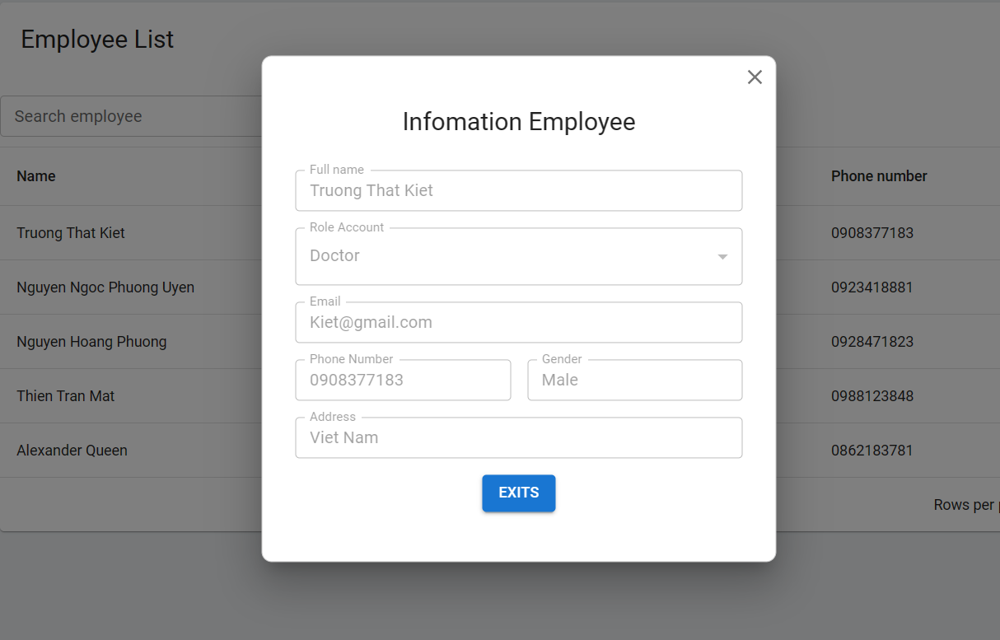 Employee List
Search employee
Name
Phone number
Truong That Kiet
0908377183
Nguyen Ngoc Phuong Uyen
0923418881
Nguyen Hoang Phuong
0928471823
Thien Tran Mat
0988123848
Alexander Queen
0862183781
Rows per
Infomation Employee
Full name
Truong That Kiet
Role Account
Doctor
Email
Kiet@gmail.com
Phone Number
0908377183
Gender
Male
Address
Viet Nam
EXITS